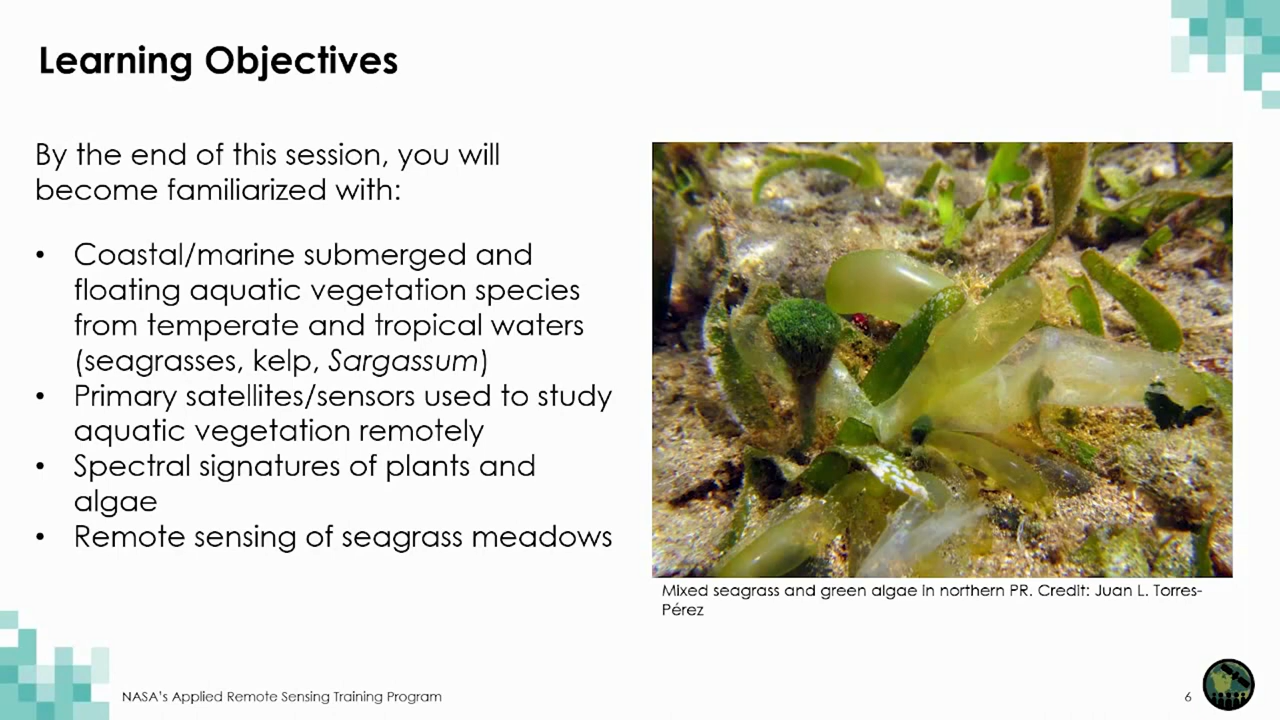 Learning Objectives
By the end of this session, you will
become familiarized with:
• Coastal/marine submerged and
floating aquatic vegetation species
from temperate and tropical waters
(seagrasses, kelp, Sargassum)
• Primary satellites/sensors used to study
aquatic vegetation remotely
• Spectral signatures of plants and
algae
• Remote sensing of seagrass meadows
Mixed seagrass and green algae in northern PR. Credit: Juan L. Torres-
Pérez
NASA's Applied Remote Sensing Training Program
6